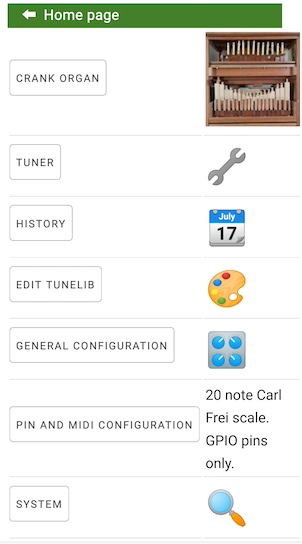 Home page
CRANK ORGAN
TUNER
HISTORY
July
17
EDIT TUNELIB
GENERAL CONFIGURATION
PIN AND MIDI CONFIGURATION
20 note Carl
Frei scale.
GPIO pins
only.
SYSTEM